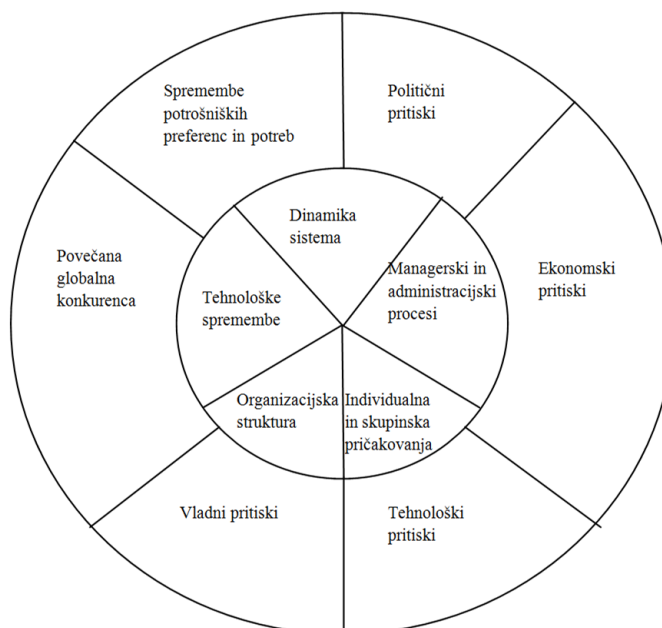 Spremembe
potrošniških
preferenc in potreb
Politični
pritiski
Dinamika
sistema
Povečana
globalna
konkurenca
Tehnološke
spremembe
Managerski in
administracijski
procesi
Ekonomski
pritiski
Organizacijska
struktura
Individualna
in skupinska
pričakovanja
Vladni pritiski
Tehnološki
pritiski